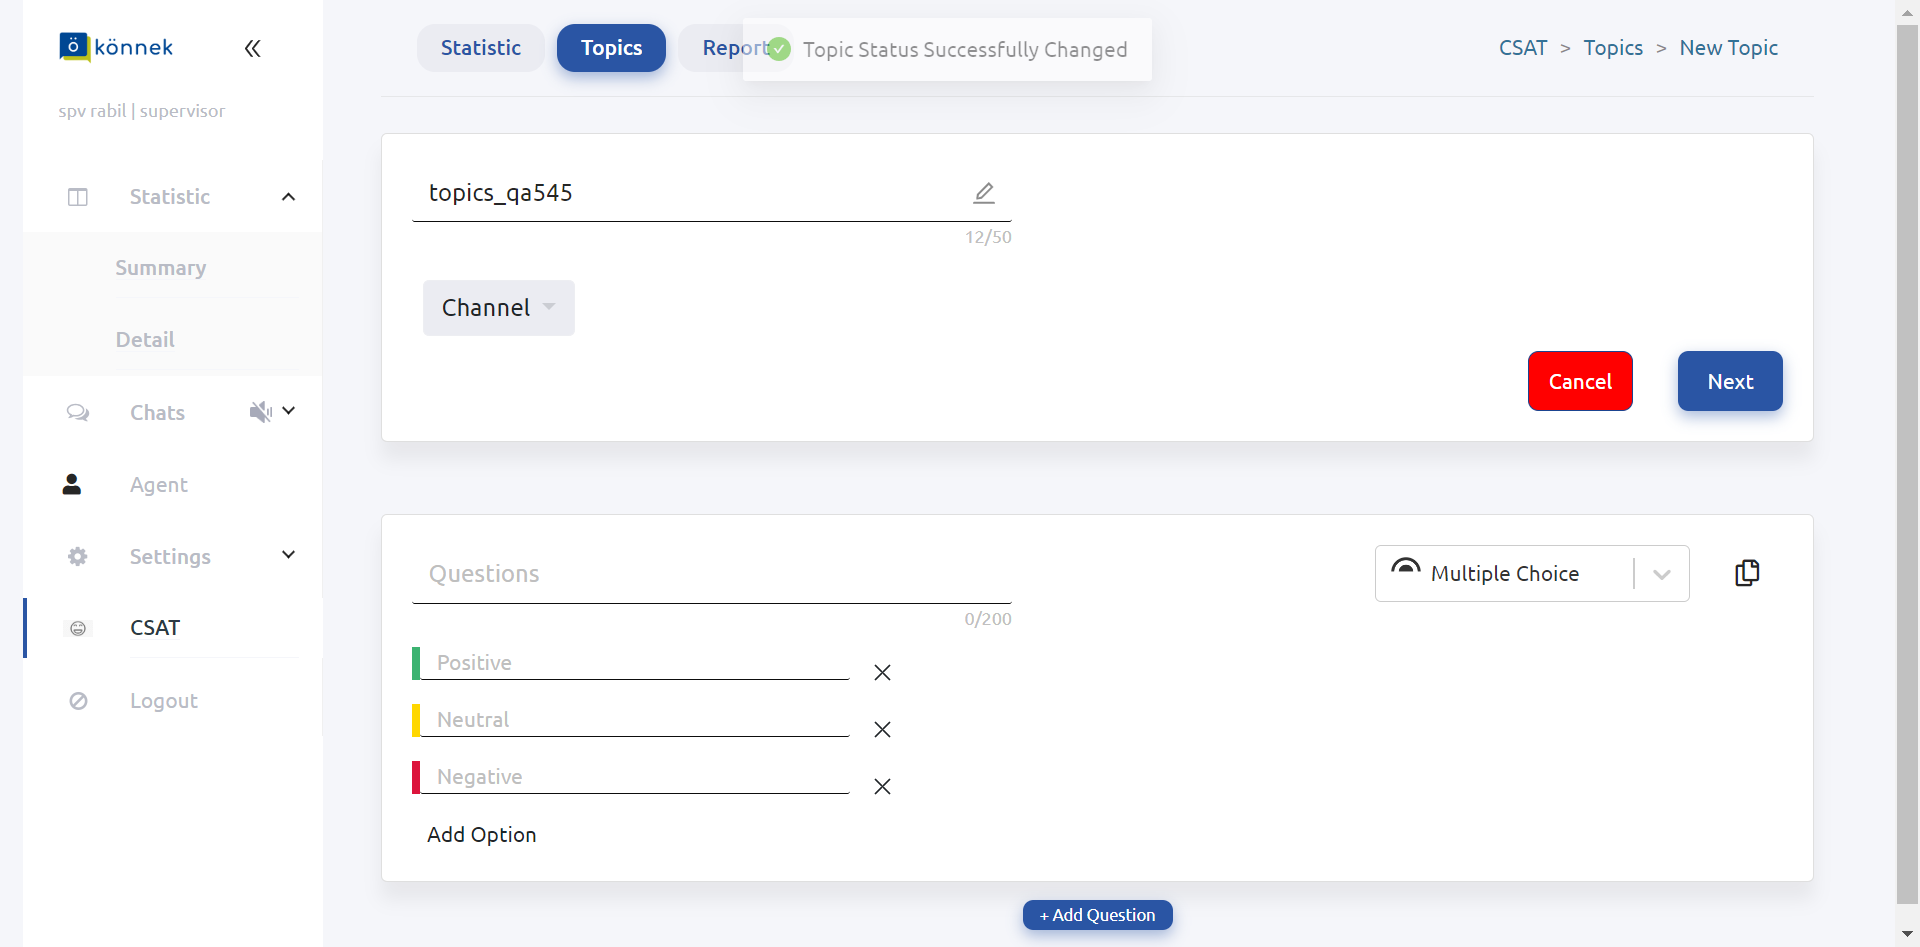 ö könnek
spv rabil | supervisor
Statistic
Summary
Detail
Chats
Agent
Settings
CSAT
Logout
Statistic
Topics
Report
Topic Status Successfully Changed
CSAT > Topics > New Topic
topics_qa545
12/50
Channel
Cancel
Next
Questions
0/200
Multiple Choice
Positive
Neutral
Negative
Add Option
+ Add Question